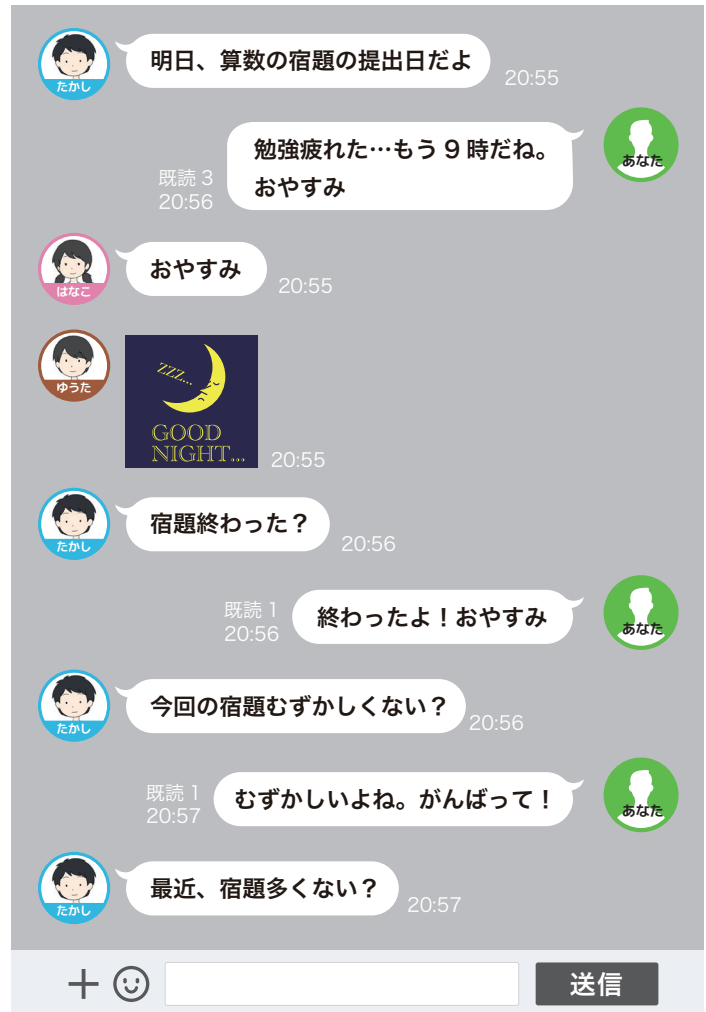 たかし
明日、算数の宿題の提出日だよ
20:55
勉強疲れた…もう9時だね。
おやすみ
既読 3
20:56
あなた
はなこ
おやすみ
20:55
ゆうた
ZZZ...
GOOD
NIGHT...
20:55
たかし
宿題終わった？
20:56
既読 1
20:56
終わったよ！おやすみ
あなた
たかし
今回の宿題むずかしくない？
20:56
既読 1
20:57
むずかしいよね。がんばって！
あなた
たかし
最近、宿題多くない？
20:57
送信